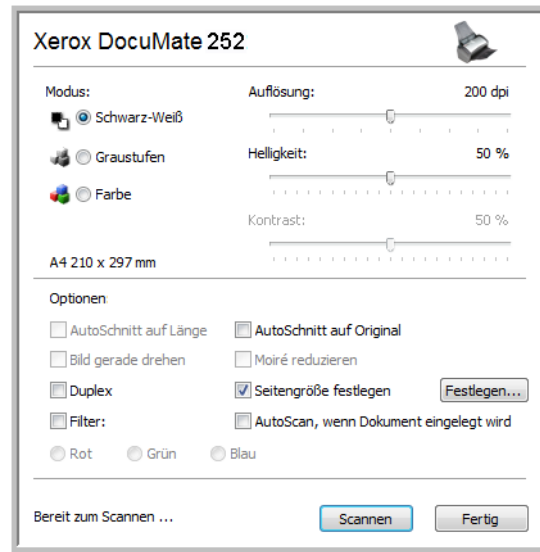 Xerox DocuMate 252
Modus:
Schwarz-Weiß
Graustufen
Farbe
A4 210 x 297 mm
Auflösung: 200 dpi
Helligkeit: 50 %
Kontrast: 50 %
Optionen
AutoSchnitt auf Länge AutoSchnitt auf Original
Bild gerade drehen Moiré reduzieren
Duplex Seitengröße festlegen Festlegen...
Filter: AutoScan, wenn Dokument eingelegt wird
Rot Grün Blau
Bereit zum Scannen ... Scannen Fertig